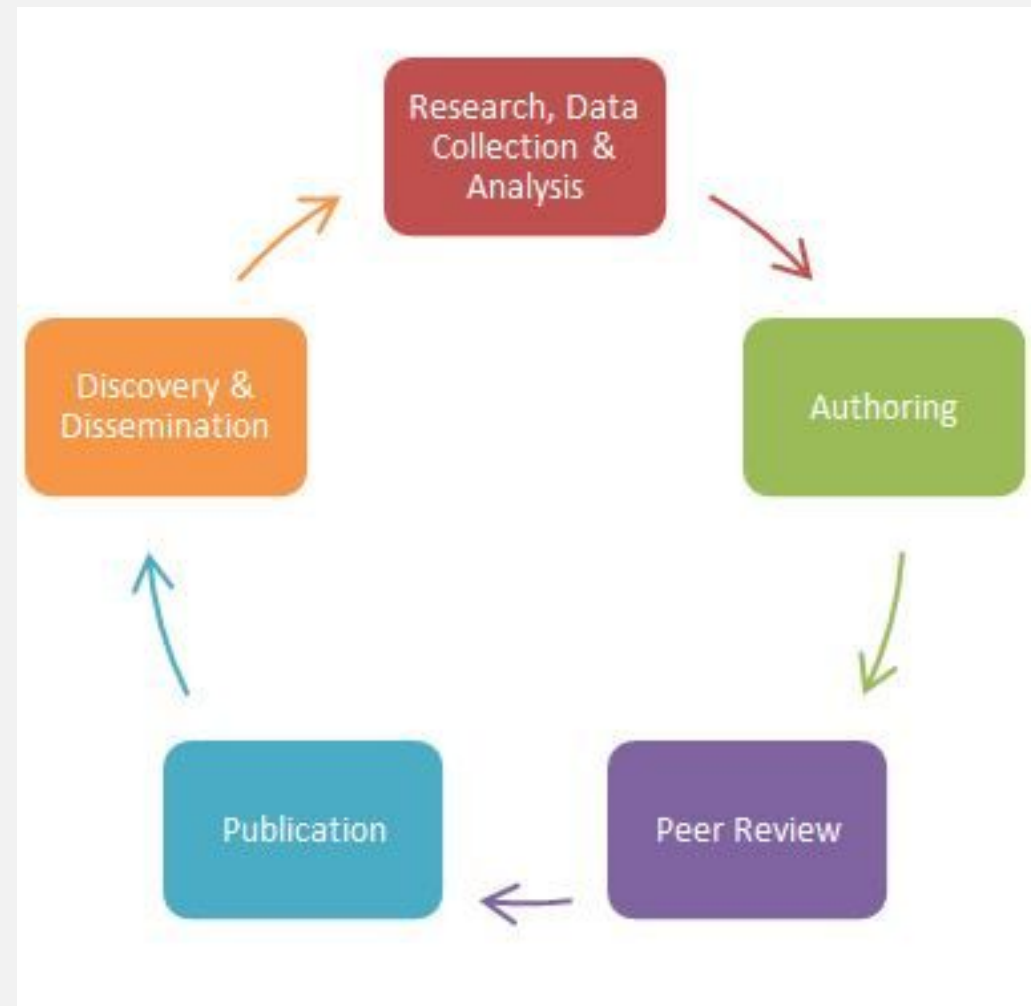 Research, Data
Collection &
Analysis
Authoring
Peer Review
Publication
Discovery &
Dissemination